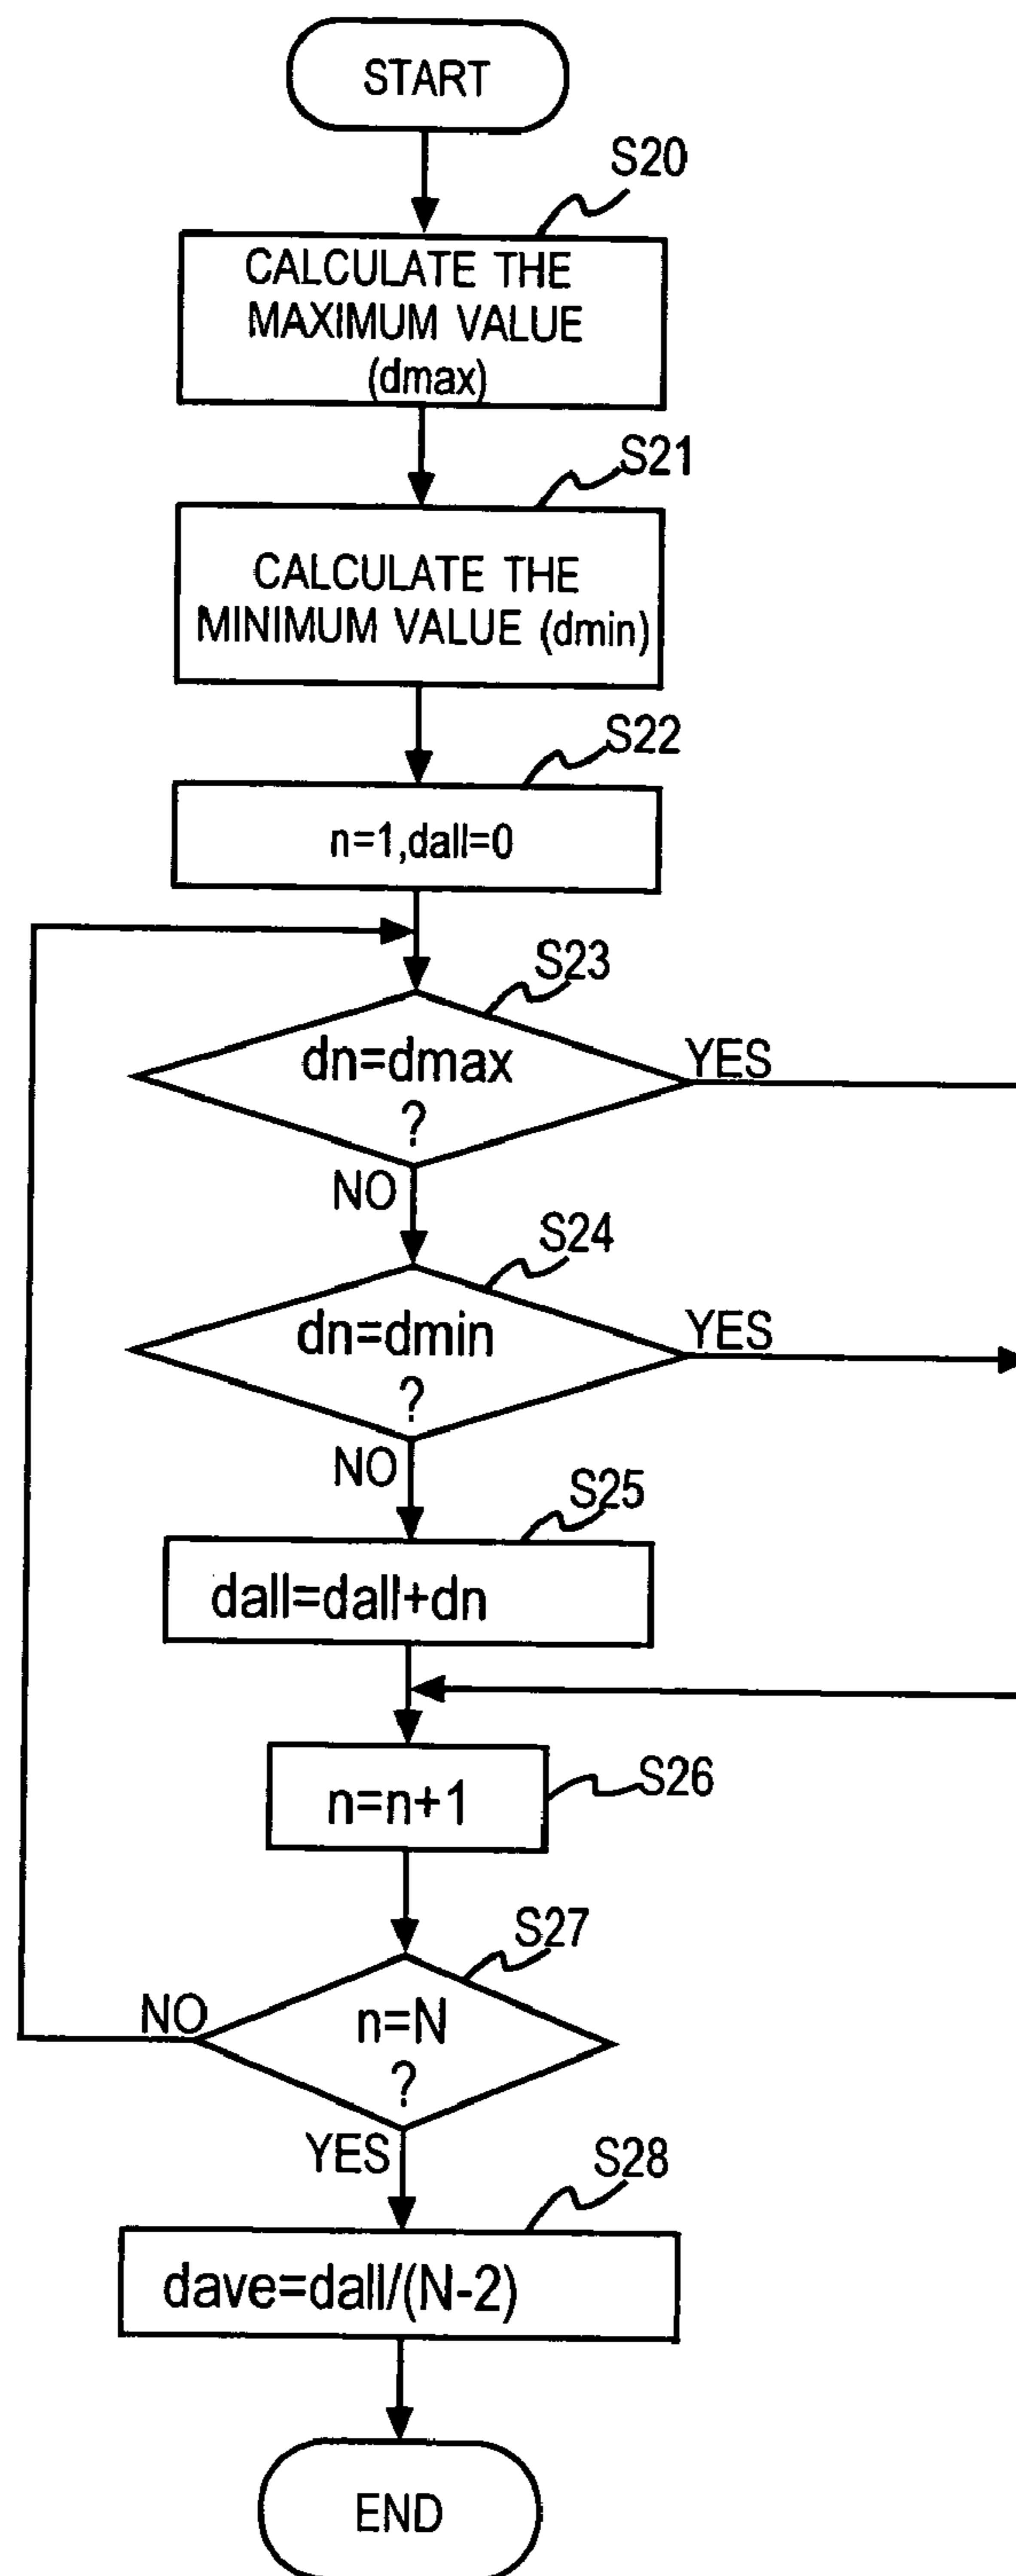 START
S20
CALCULATE THE
MAXIMUM VALUE
(dmax)
S21
CALCULATE THE
MINIMUM VALUE (dmin)
S22
n=1,dall=0
S23
dn=dmax
?
YES
NO
S24
dn=dmin
?
YES
NO
S25
dall=dall+dn
S26
n=n+1
S27
n=N
?
NO
YES
S28
dave=dall/(N-2)
END